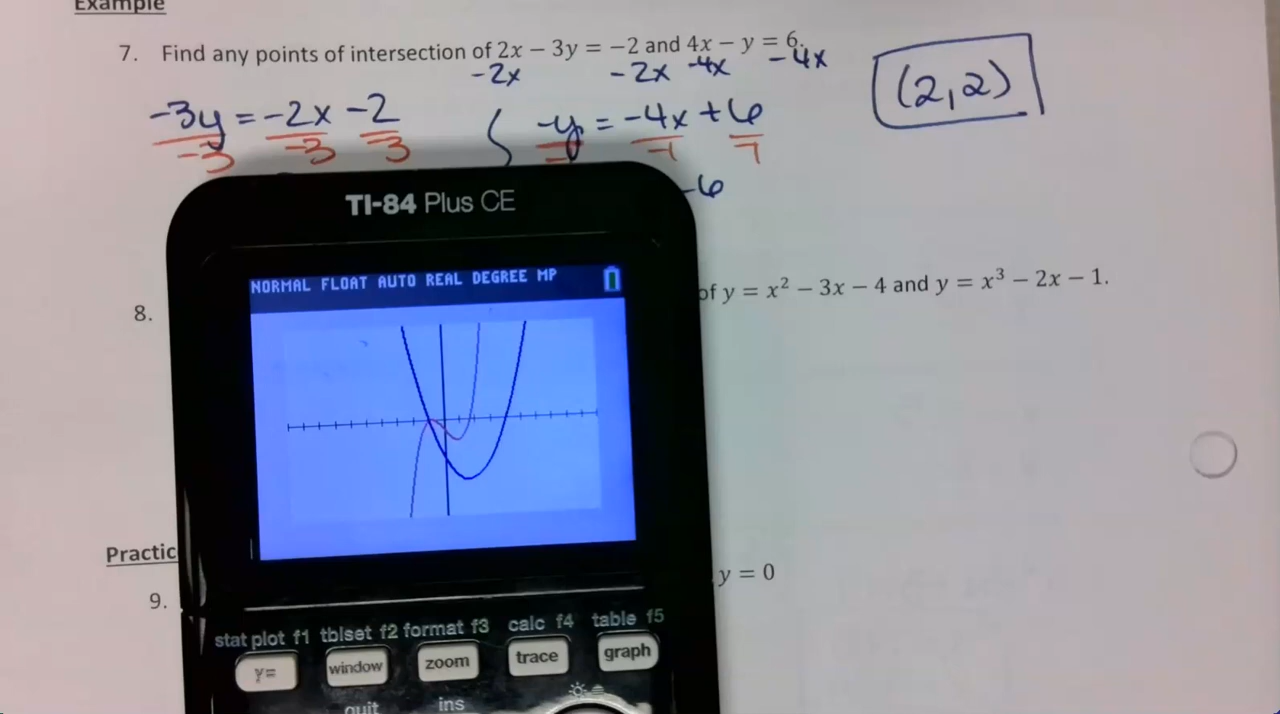 Example
7. Find any points of intersection of 2x − 3y = −2 and 4x − y = 6.
-2x -2x -4x -4x
(2,2)
-3y = -2x -2 -y = -4x + 6
-3 -3 -3 -1 -1 -1
-6
TI-84 Plus CE
NORMAL FLOAT AUTO REAL DEGREE MP
8. of y = x² − 3x − 4 and y = x³ − 2x − 1.
Practic
9. y = 0
stat plot f1 tblset f2 format f3 calc f4 table f5
Y= window zoom trace graph
quit ins